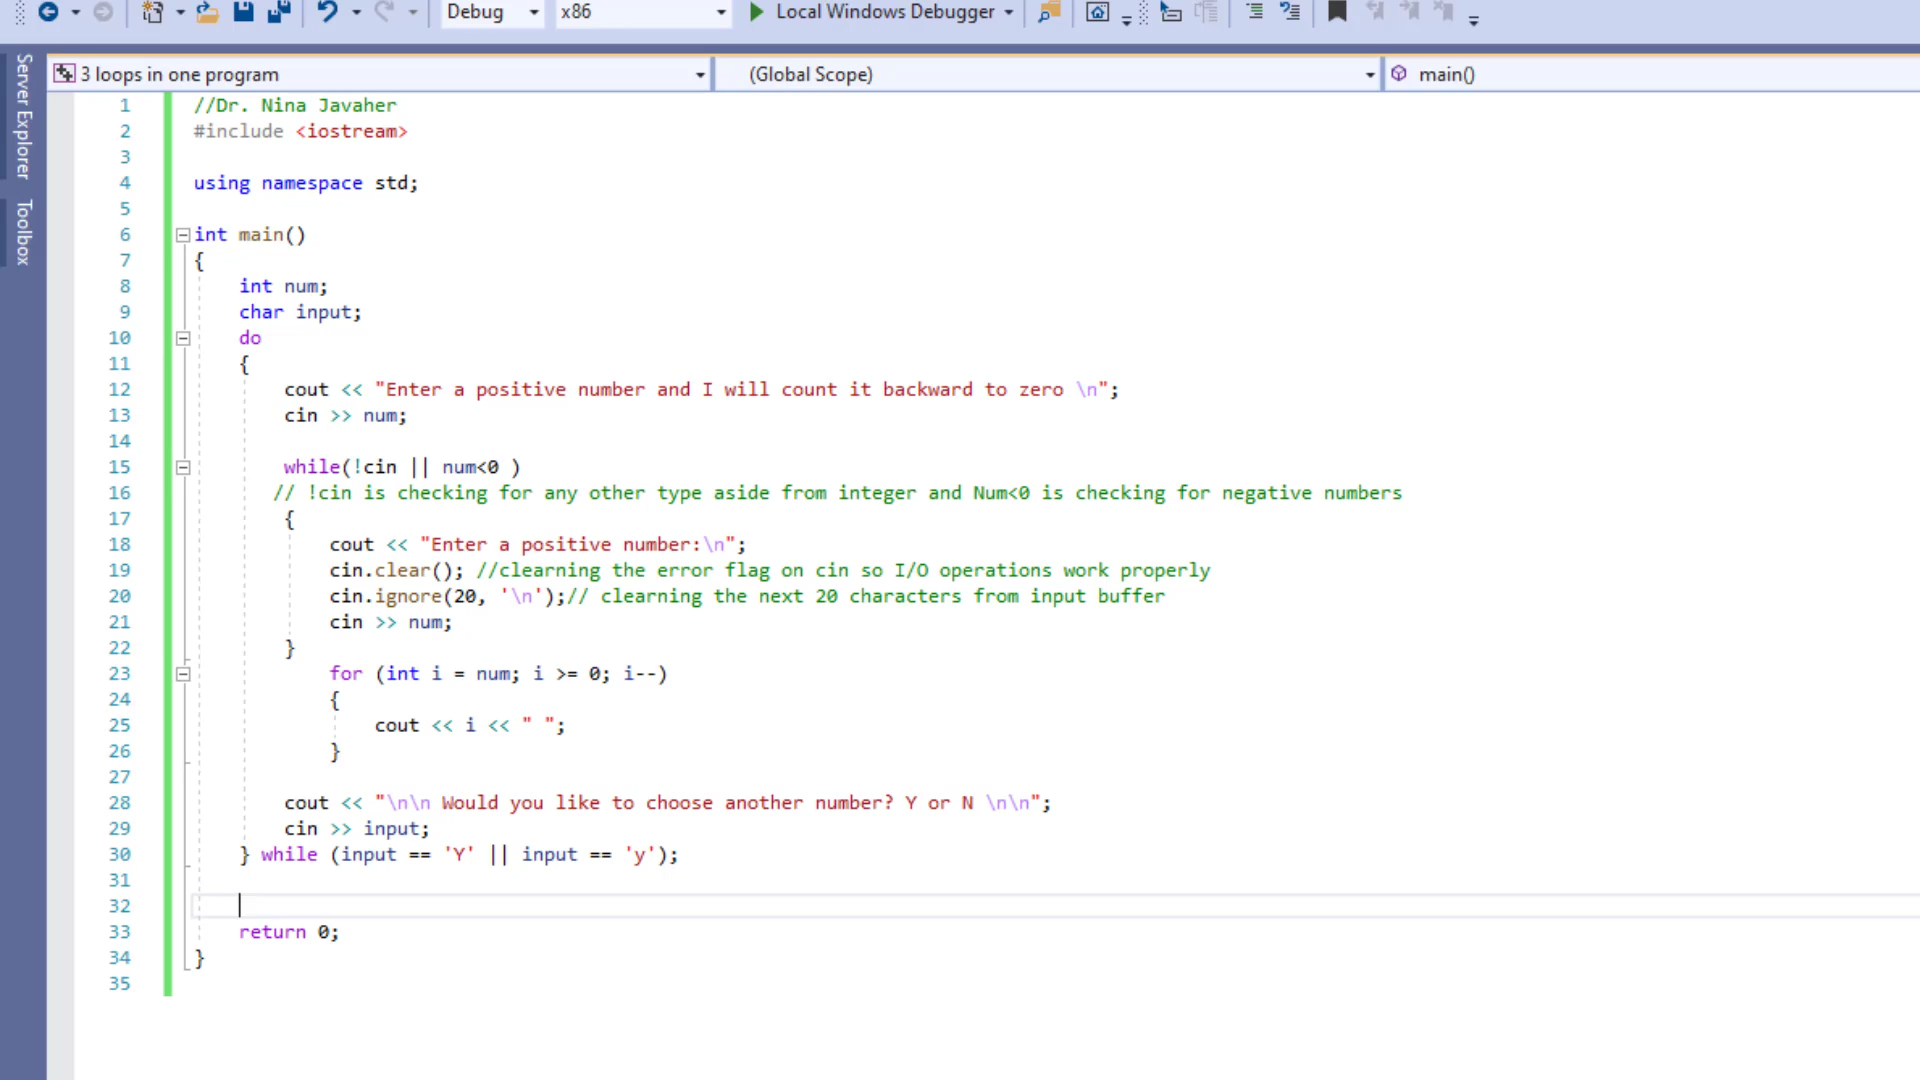 Debug x86 Local Windows Debugger
Server Explorer
Toolbox
3 loops in one program (Global Scope) main()
1 //Dr. Nina Javaher
2 #include <iostream>
3
4 using namespace std;
5
6 int main()
7 {
8 int num;
9 char input;
10 do
11 {
12 cout << "Enter a positive number and I will count it backward to zero \n";
13 cin >> num;
14
15 while(!cin || num<0 )
16 // !cin is checking for any other type aside from integer and Num<0 is checking for negative numbers
17 {
18 cout << "Enter a positive number:\n";
19 cin.clear(); //clearning the error flag on cin so I/O operations work properly
20 cin.ignore(20, '\n');// clearning the next 20 characters from input buffer
21 cin >> num;
22 }
23 for (int i = num; i >= 0; i--)
24 {
25 cout << i << " ";
26 }
27
28 cout << "\n\n Would you like to choose another number? Y or N \n\n";
29 cin >> input;
30 } while (input == 'Y' || input == 'y');
31
32
33 return 0;
34 }
35